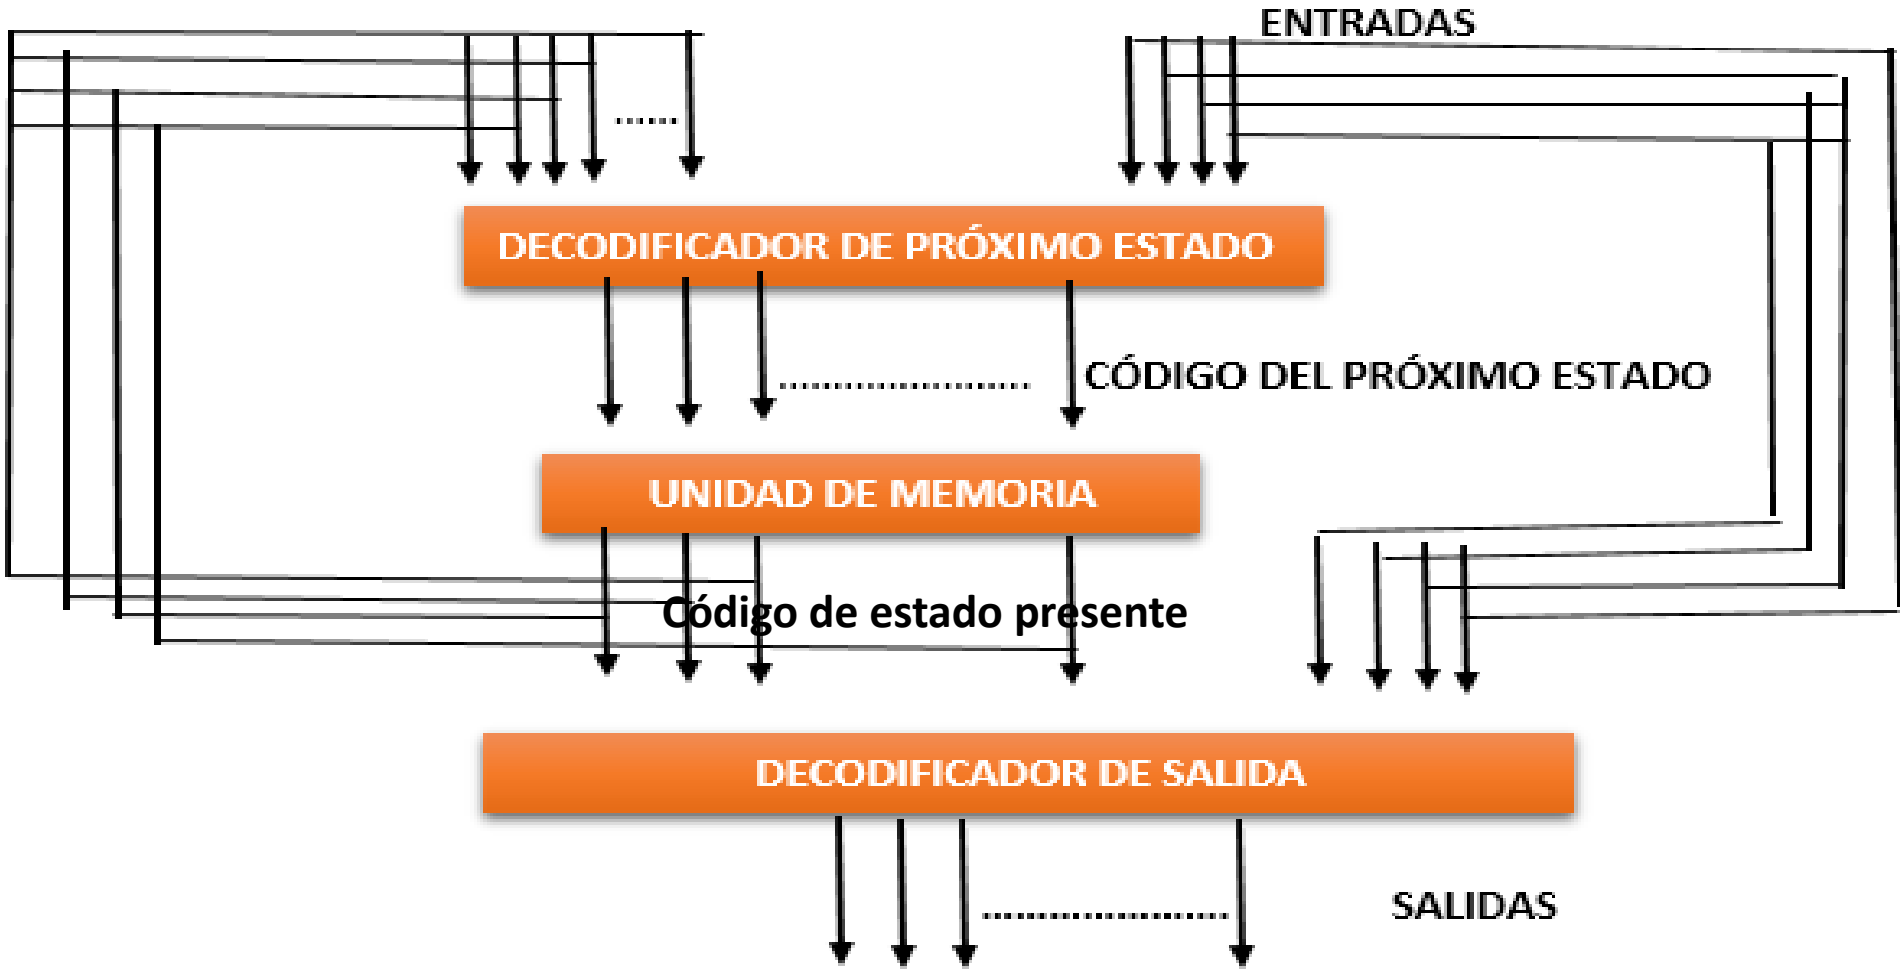 ENTRADAS
DECODIFICADOR DE PRÓXIMO ESTADO
CÓDIGO DEL PRÓXIMO ESTADO
UNIDAD DE MEMORIA
Código de estado presente
DECODIFICADOR DE SALIDA
SALIDAS